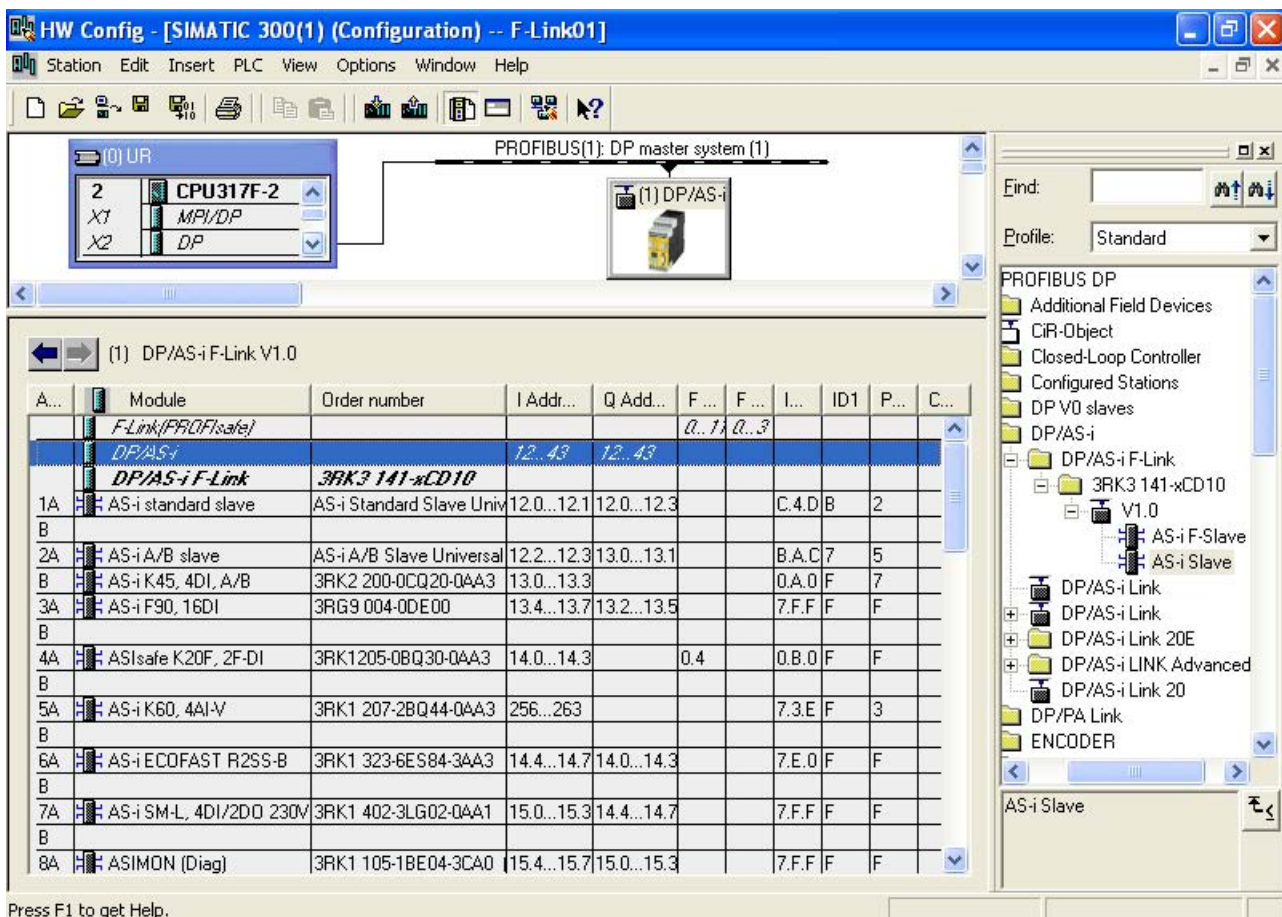 HW Config - [SIMATIC 300(1) (Configuration) -- F-Link01]
Station Edit Insert PLC View Options Window Help
(0) UR
2 CPU317F-2
X1 MPI/DP
X2 DP
PROFIBUS(1): DP master system (1)
(1) DP/AS-i
(1) DP/AS-i F-Link V1.0
A... Module Order number I Addr... Q Add... F ... F ... I... ID1 P... C...
F-Link(PROFIsafe) 0..1 0..3
DP/AS-i 12..43 12..43
DP/AS-i F-Link 3RK3 141-xCD10
1A AS-i standard slave AS-i Standard Slave Univ 12.0...12.1 12.0...12.3 C.4.D B 2
B
2A AS-i A/B slave AS-i A/B Slave Universal 12.2...12.3 13.0...13.1 B.A.C 7 5
B AS-i K45, 4DI, A/B 3RK2 200-0CQ20-0AA3 13.0...13.3 0.A.0 F 7
3A AS-i F90, 16DI 3RG9 004-0DE00 13.4...13.7 13.2...13.5 7.F.F F F
B
4A ASIsafe K20F, 2F-DI 3RK1205-0BQ30-0AA3 14.0...14.3 0.4 0.B.0 F F
B
5A AS-i K60, 4AI-V 3RK1 207-2BQ44-0AA3 256...263 7.3.E F 3
B
6A AS-i ECOFAST R2SS-B 3RK1 323-6ES84-3AA3 14.4...14.7 14.0...14.3 7.E.0 F F
B
7A AS-i SM-L, 4DI/2DO 230V 3RK1 402-3LG02-0AA1 15.0...15.3 14.4...14.7 7.F.F F F
B
8A ASIMON (Diag) 3RK1 105-1BE04-3CA0 15.4...15.7 15.0...15.3 7.F.F F F
Find:
Profile: Standard
PROFIBUS DP
Additional Field Devices
CiR-Object
Closed-Loop Controller
Configured Stations
DP V0 slaves
DP/AS-i
DP/AS-i F-Link
3RK3 141-xCD10
V1.0
AS-i F-Slave
AS-i Slave
DP/AS-i Link
DP/AS-i Link
DP/AS-i Link 20E
DP/AS-i LINK Advanced
DP/AS-i Link 20
DP/PA Link
ENCODER
AS-i Slave
Press F1 to get Help.